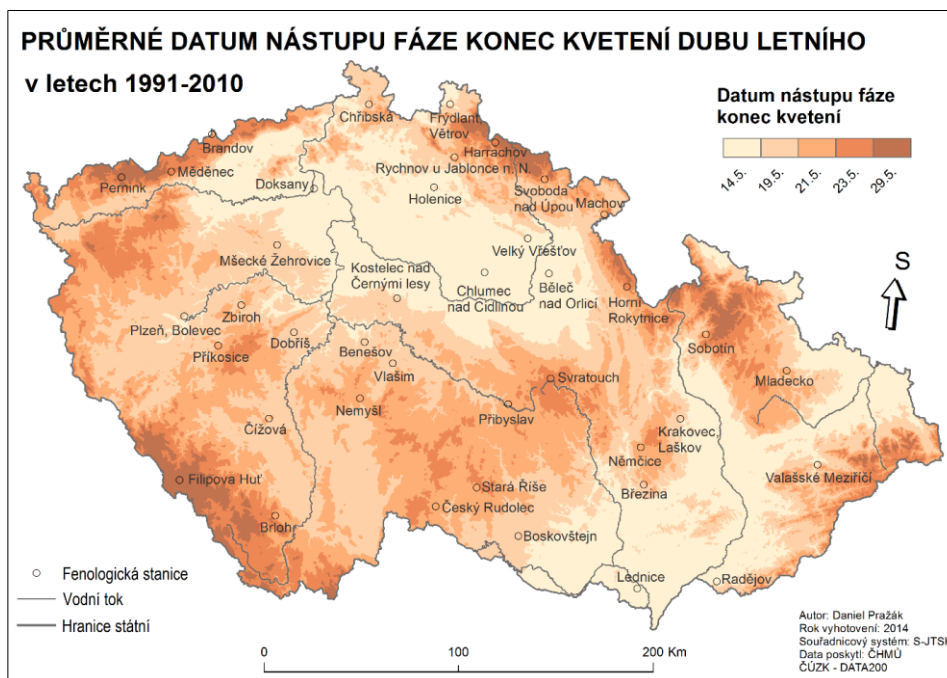 PRŮMĚRNÉ DATUM NÁSTUPU FÁZE KONEC KVETENÍ DUBU LETNÍHO
v letech 1991-2010
Datum nástupu fáze
konec kvetení
14.5.
19.5.
21.5.
23.5.
29.5.
Chřibská
Frýdlant
Větrov
Brandov
Harrachov
Měděnec
Rychnov u Jablonce n. N.
Pernink
Doksany
Holenice
Svoboda
nad Úpou
Machov
Velký Vřešťov
Mšecké Žehrovice
Kostelec nad
Černými lesy
Chlumec
nad Cidlinou
Běleč
nad Orlicí
Horní
Rokytnice
S
Zbiroh
Plzeň, Bolevec
Dobříš
Příkosice
Benešov
Vlašim
Sobotín
Svratouch
Mladecko
Nemyšl
Přibyslav
Čížová
Krakovec,
Laškov
Němčice
Valašské Meziříčí
Filipova Huť
Stará Říše
Březina
Český Rudolec
Brloh
Boskovštejn
Lednice
Radějov
Fenologická stanice
Vodní tok
Hranice státní
0
100
200 Km
Autor: Daniel Pražák
Rok vyhotovení: 2014
Souřadnicový systém: S-JTSK
Data poskytl: ČHMÚ
ČÚZK - DATA200